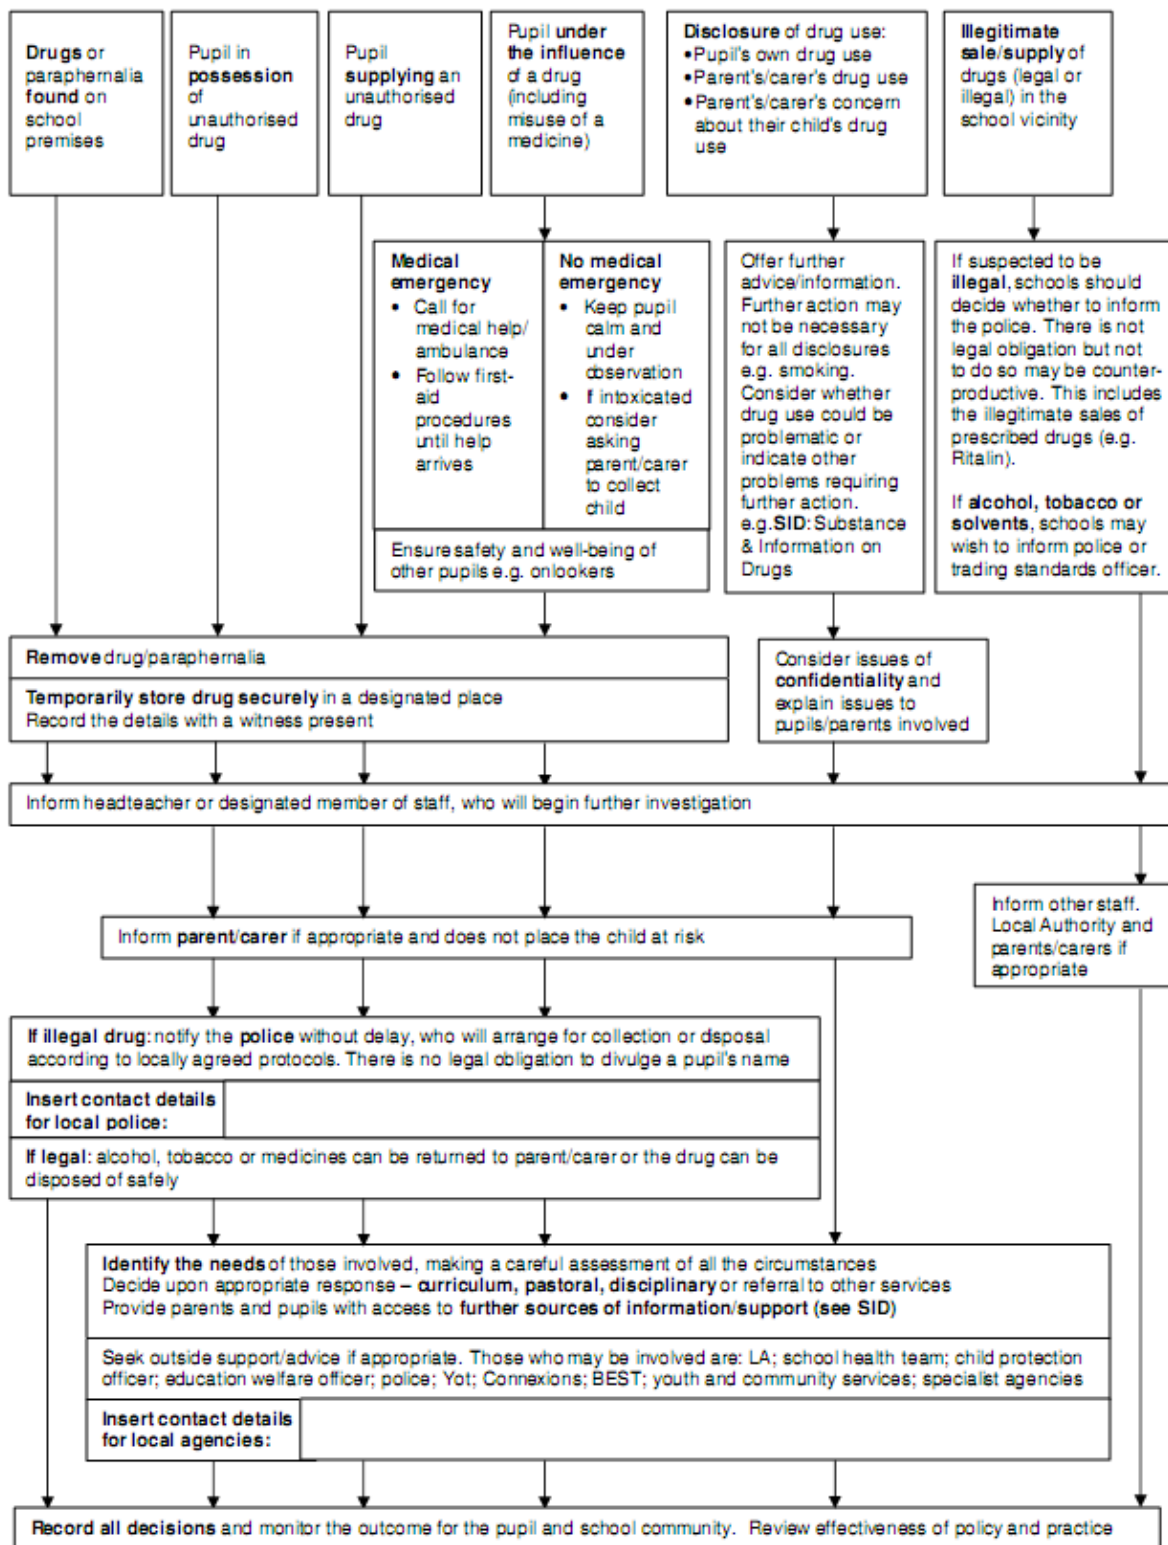 Drugs or
paraphernalia
found on
school
premises
Pupil in
possession
of
unauthorised
drug
Pupil
supplying an
unauthorised
drug
Pupil under
the influence
of a drug
(including
misuse of a
medicine)
Disclosure of drug use:
•Pupil's own drug use
•Parent's/carer's drug use
•Parent's/carer's concern
about their child's drug
use
Illegitimate
sale/supply of
drugs (legal or
illegal) in the
school vicinity
Medical
emergency
• Call for
medical help/
ambulance
• Follow first-
aid
procedures
until help
arrives
No medical
emergency
• Keep pupil
calm and
under
observation
• If intoxicated
consider
asking
parent/carer
to collect
child
Ensure safety and well-being of
other pupils e.g. onlookers
Offer further
advice/information.
Further action may
not be necessary
for all disclosures
e.g. smoking.
Consider whether
drug use could be
problematic or
indicate other
problems requiring
further action.
e.g.SID: Substance
& Information on
Drugs
If suspected to be
illegal, schools should
decide whether to inform
the police. There is not
legal obligation but not
to do so may be counter-
productive. This includes
the illegitimate sales of
prescribed drugs (e.g.
Ritalin).
If alcohol, tobacco or
solvents, schools may
wish to inform police or
trading standards officer.
Remove drug/paraphernalia
Temporarily store drug securely in a designated place
Record the details with a witness present
Consider issues of
confidentiality and
explain issues to
pupils/parents involved
Inform headteacher or designated member of staff, who will begin further investigation
Inform other staff.
Local Authority and
parents/carers if
appropriate
Inform parent/carer if appropriate and does not place the child at risk
If illegal drug: notify the police without delay, who will arrange for collection or disposal
according to locally agreed protocols. There is no legal obligation to divulge a pupil's name
Insert contact details
for local police:
If legal: alcohol, tobacco or medicines can be returned to parent/carer or the drug can be
disposed of safely
Identify the needs of those involved, making a careful assessment of all the circumstances
Decide upon appropriate response – curriculum, pastoral, disciplinary or referral to other services
Provide parents and pupils with access to further sources of information/support (see SID)
Seek outside support/advice if appropriate. Those who may be involved are: LA; school health team; child protection
officer; education welfare officer; police; Yot; Connexions; BEST; youth and community services; specialist agencies
Insert contact details
for local agencies:
Record all decisions and monitor the outcome for the pupil and school community. Review effectiveness of policy and practice